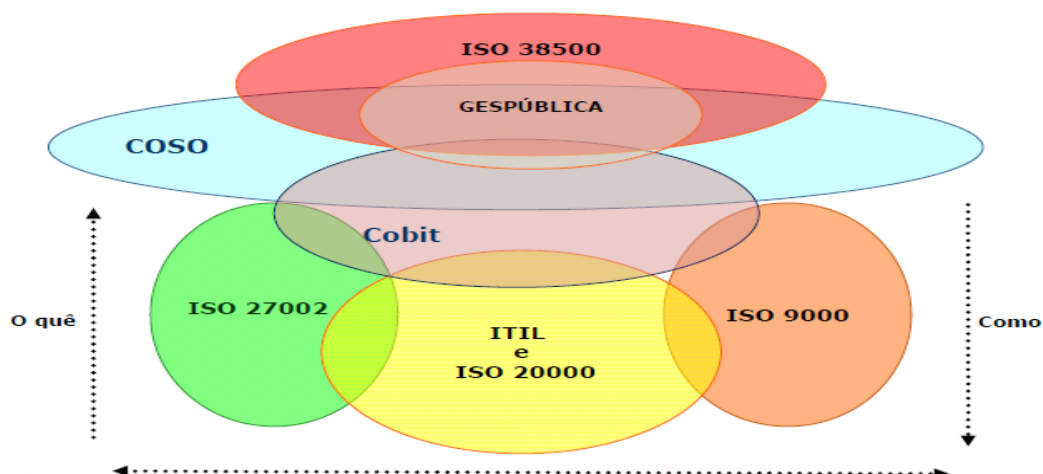 ISO 38500
GESPÚBLICA
COSO
Cobit
ISO 27002
ISO 9000
O quê
Como
ITIL
e
ISO 20000